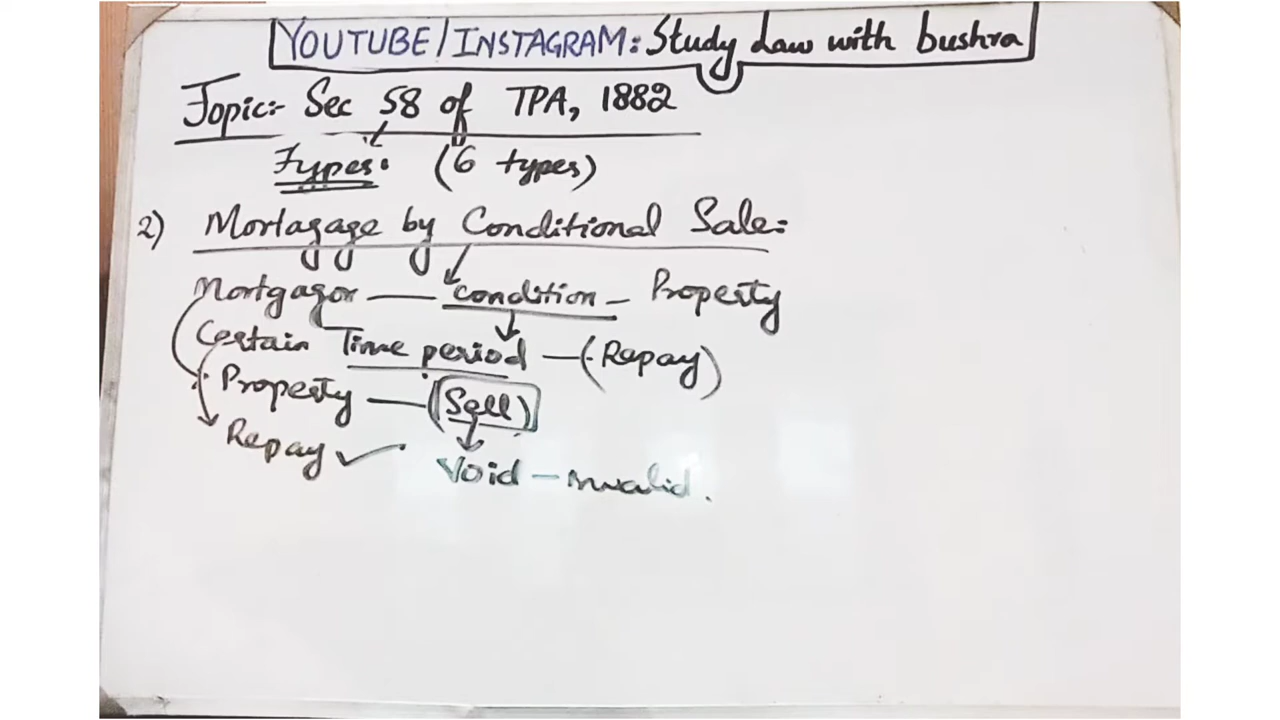 YOUTUBE/INSTAGRAM: Study Law with bushra
Topic:- Sec 58 of TPA, 1882
Types: (6 types)
2) Mortagage by Conditional Sale:
Mortgagor — condition — Property
Certain Time period — (Repay)
Property — (Sell)
Repay ✓
Void — Invalid.